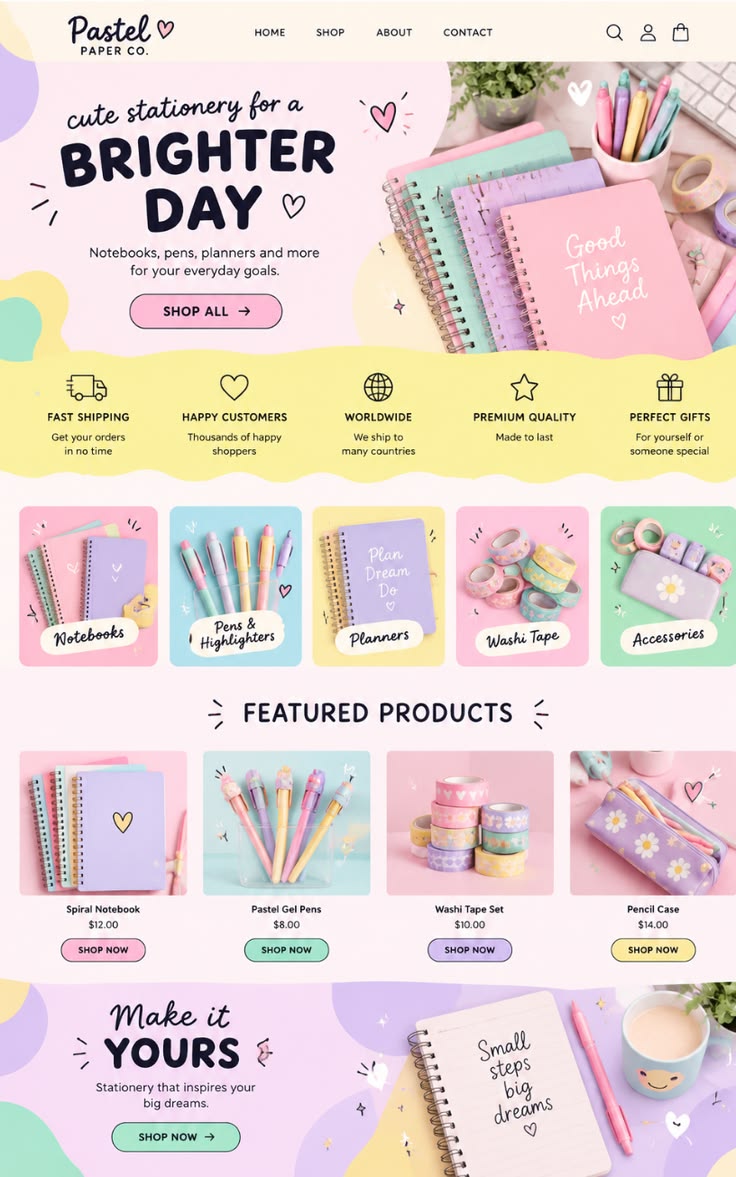 Pastel
PAPER CO.
HOME SHOP ABOUT CONTACT
cute stationery for a
BRIGHTER
DAY
Notebooks, pens, planners and more
for your everyday goals.
SHOP ALL →
Good
Things
Ahead
FAST SHIPPING
Get your orders
in no time
HAPPY CUSTOMERS
Thousands of happy
shoppers
WORLDWIDE
We ship to
many countries
PREMIUM QUALITY
Made to last
PERFECT GIFTS
For yourself or
someone special
Notebooks
Pens &
Highlighters
Plan
Dream
Do
Planners
Washi Tape
Accessories
FEATURED PRODUCTS
Spiral Notebook
$12.00
SHOP NOW
Pastel Gel Pens
$8.00
SHOP NOW
Washi Tape Set
$10.00
SHOP NOW
Pencil Case
$14.00
SHOP NOW
Make it
YOURS
Stationery that inspires your
big dreams.
SHOP NOW →
Small
steps
big
dreams